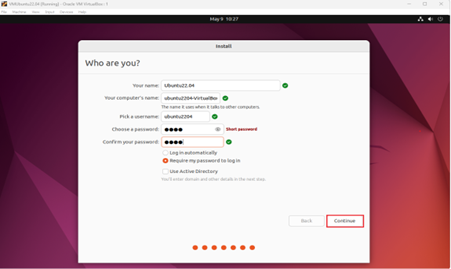 VMUbuntu22.04 [Running] - Oracle VM VirtualBox : 1
File Machine View Input Devices Help
May 9 10:27
Install
Who are you?
Your name: Ubuntu22.04
Your computer's name: ubuntu2204-VirtualBox
The name it uses when it talks to other computers.
Pick a username: ubuntu2204
Choose a password: ●●●● Short password
Confirm your password: ●●●●
Log in automatically
Require my password to log in
Use Active Directory
You'll enter domain and other details in the next step.
Back Continue